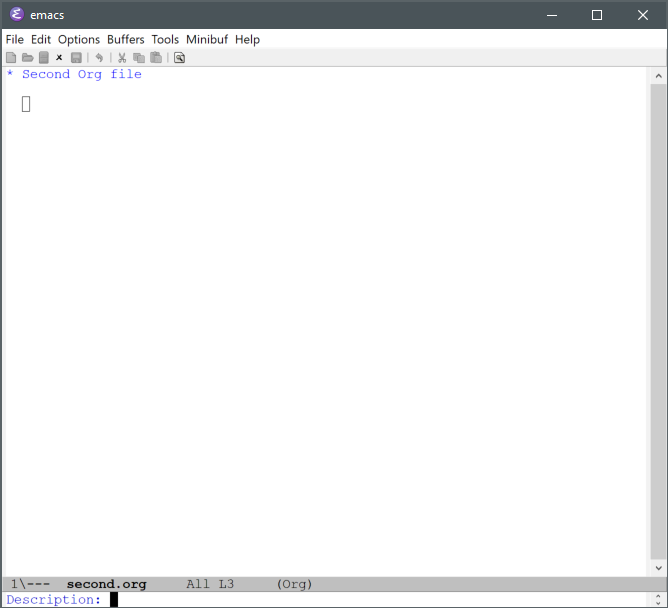 emacs
File Edit Options Buffers Tools Minibuf Help
* Second Org file
1\--- second.org All L3 (Org)
Description: